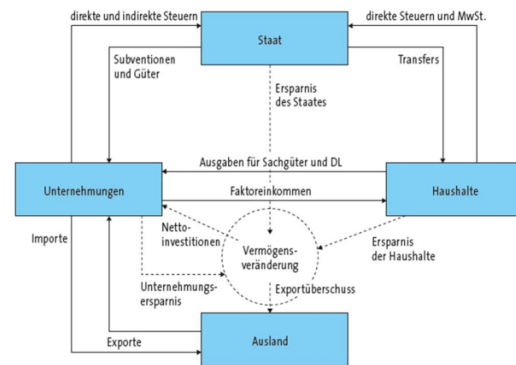 direkte und indirekte Steuern
direkte Steuern und MwSt.
Staat
Subventionen
und Güter
Transfers
Ersparnis
des Staates
Ausgaben für Sachgüter und DL
Unternehmungen
Faktoreinkommen
Haushalte
Importe
Netto-
investitionen
Vermögens-
veränderung
Ersparnis
der Haushalte
Unternehmungs-
ersparnis
Exportüberschuss
Exporte
Ausland